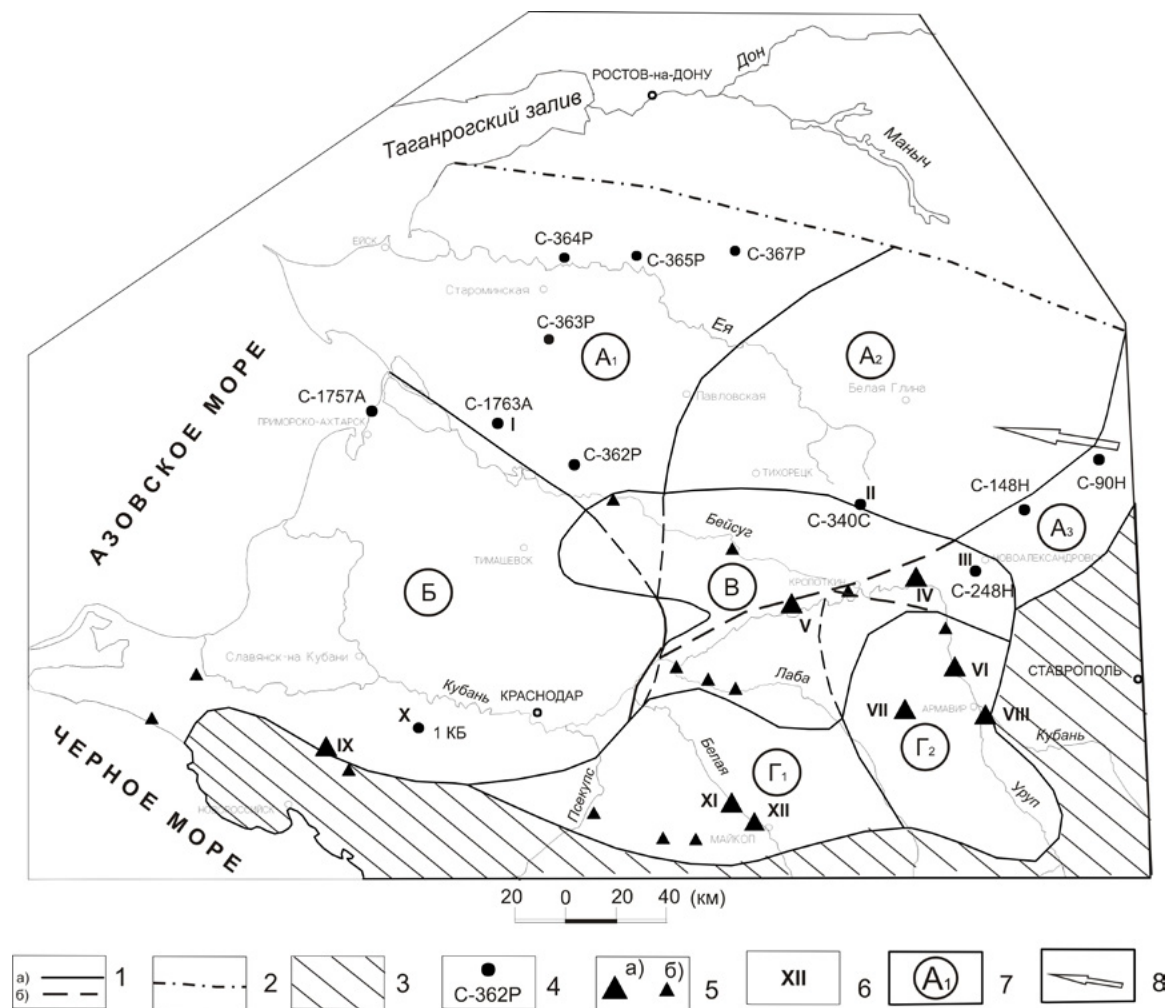 Дон
РОСТОВ-на-ДОНУ
Таганрогский залив
Маныч
ЕЙСК
С-364Р
С-365Р
С-367Р
Староминская
С-363Р
Ея
А1
А2
Павловская
Белая Глина
АЗОВСКОЕ МОРЕ
С-1757А
ПРИМОРСКО-АХТАРСК
С-1763А
I
С-362Р
ТИХОРЕЦК
II
С-340С
С-148Н
С-90Н
А3
Бейсуг
ТИМАШЕВСК
НОВОАЛЕКСАНДРОВСК
III
С-248Н
КРОПОТКИН
IV
Б
В
V
Славянск-на Кубани
Кубань
КРАСНОДАР
Лаба
VI
СТАВРОПОЛЬ
X
1 КБ
VII
АРМАВИР
VIII
Кубань
IX
Белая
Г1
Г2
Псекупс
Уруп
ЧЕРНОЕ МОРЕ
НОВОРОССИЙСК
XI
XII
МАЙКОП
20 0 20 40 (км)
а)
б)
1
2
3
С-362Р
4
а) б)
5
XII
6
А1
7
8